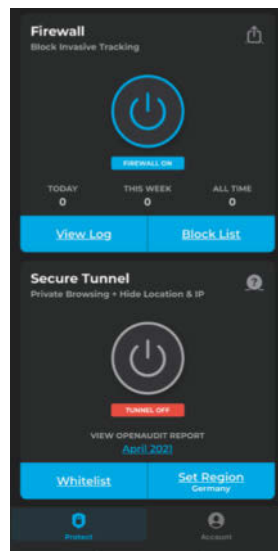 Firewall
Block Invasive Tracking
FIREWALL ON
TODAY THIS WEEK ALL TIME
0 0 0
View Log Block List
Secure Tunnel
?
Private Browsing + Hide Location & IP
TUNNEL OFF
VIEW OPENAUDIT REPORT
April 2021
Whitelist Set Region
Germany
Protect Account